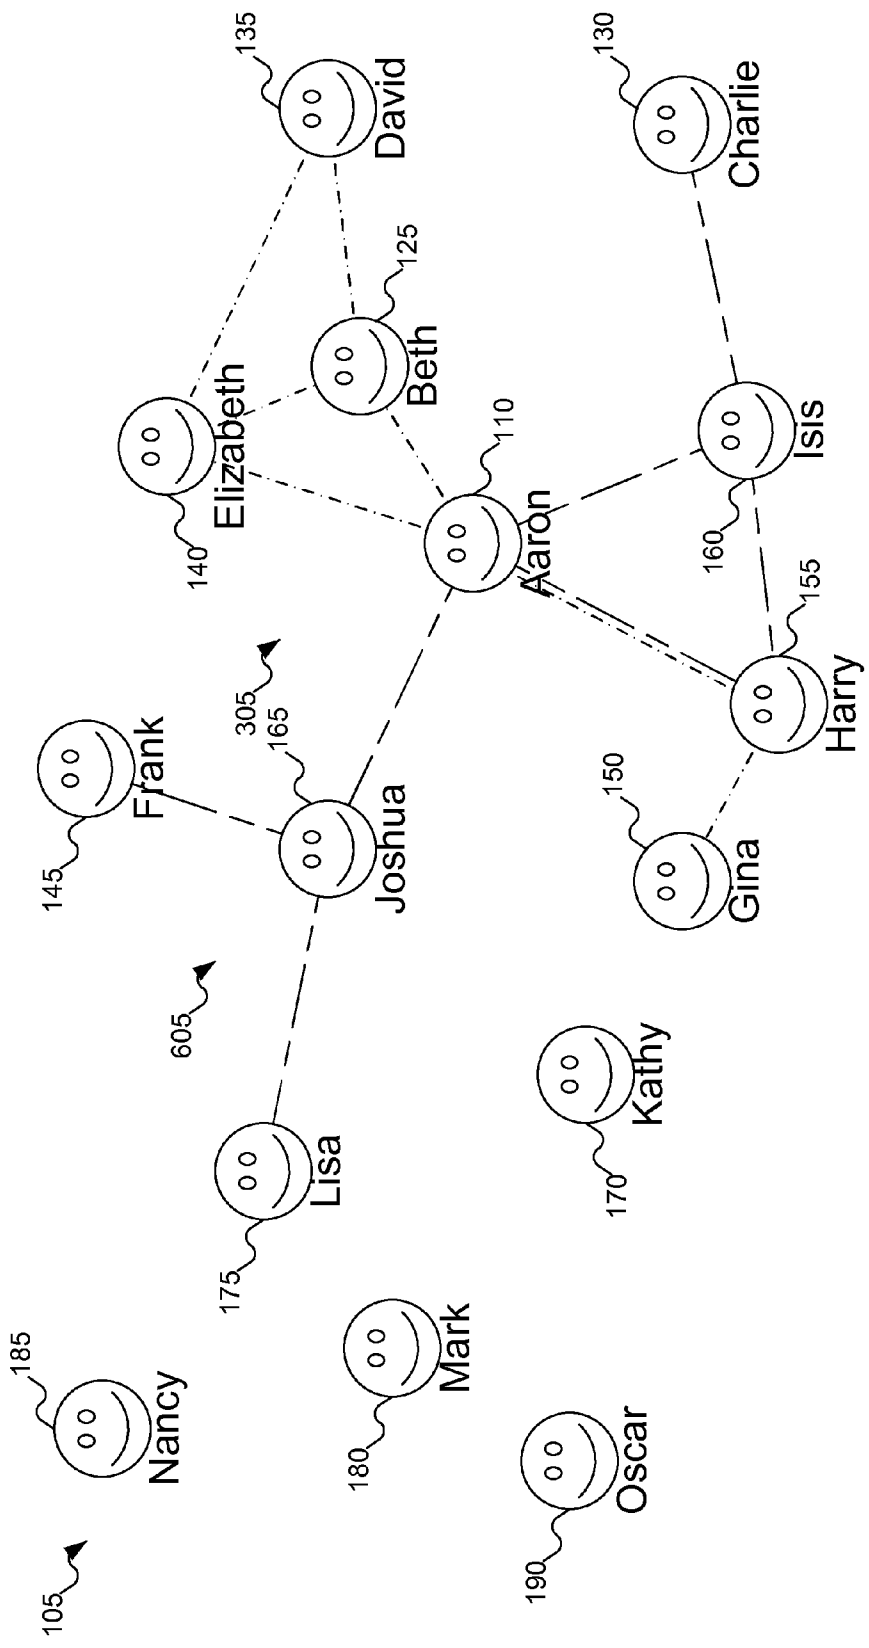 105
185
145
Nancy
Frank
605
140
175
305
Elizabeth
135
165
Lisa
180
Joshua
David
125
Beth
Mark
110
190
Aaron
170
150
130
Oscar
Kathy
160
Gina
Charlie
155
Isis
Harry